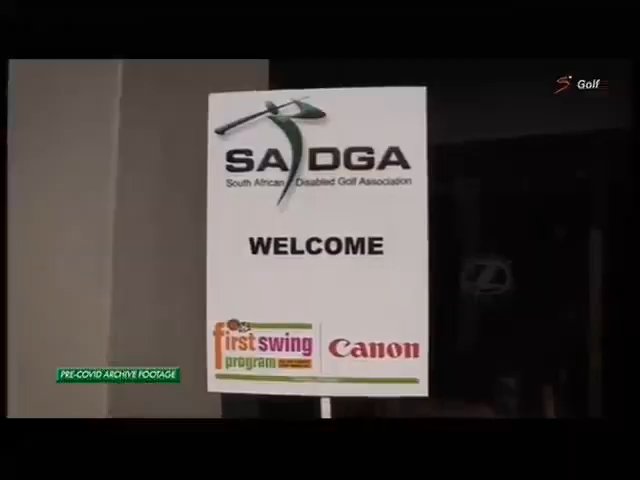 Golf
SADGA
South African Disabled Golf Association
WELCOME
first swing
program
Canon
PRE-COVID ARCHIVE FOOTAGE